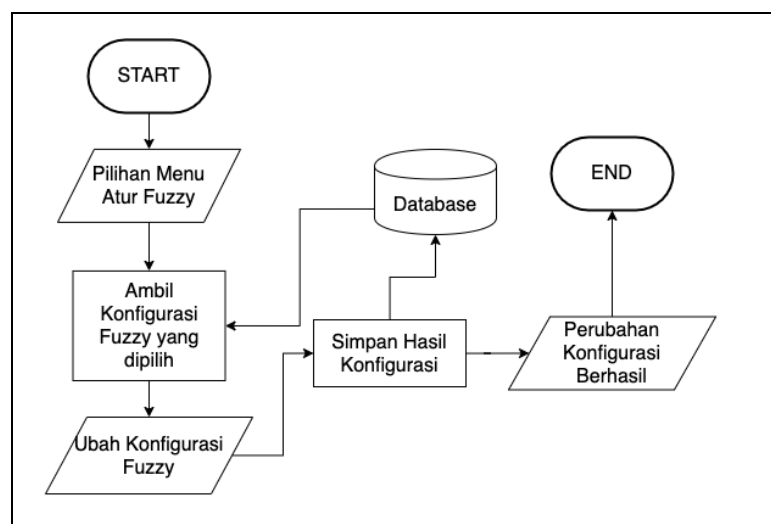 START
Pilihan Menu
Atur Fuzzy
Ambil
Konfigurasi
Fuzzy yang
dipilih
Ubah Konfigurasi
Fuzzy
Database
Simpan Hasil
Konfigurasi
Perubahan
Konfigurasi
Berhasil
END